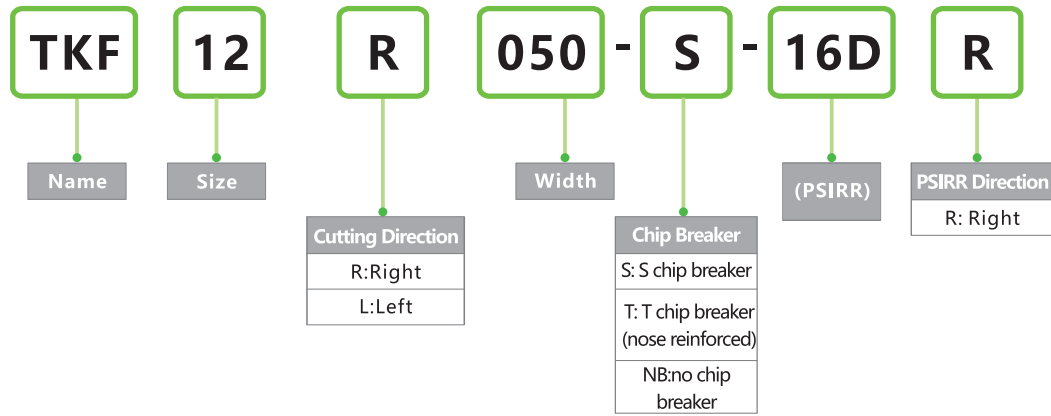 TKF 12 R 050 - S - 16D R
Name
Size
Width
(PSIRR)
PSIRR Direction
R: Right
Cutting Direction
R:Right
L:Left
Chip Breaker
S: S chip breaker
T: T chip breaker
(nose reinforced)
NB:no chip
breaker